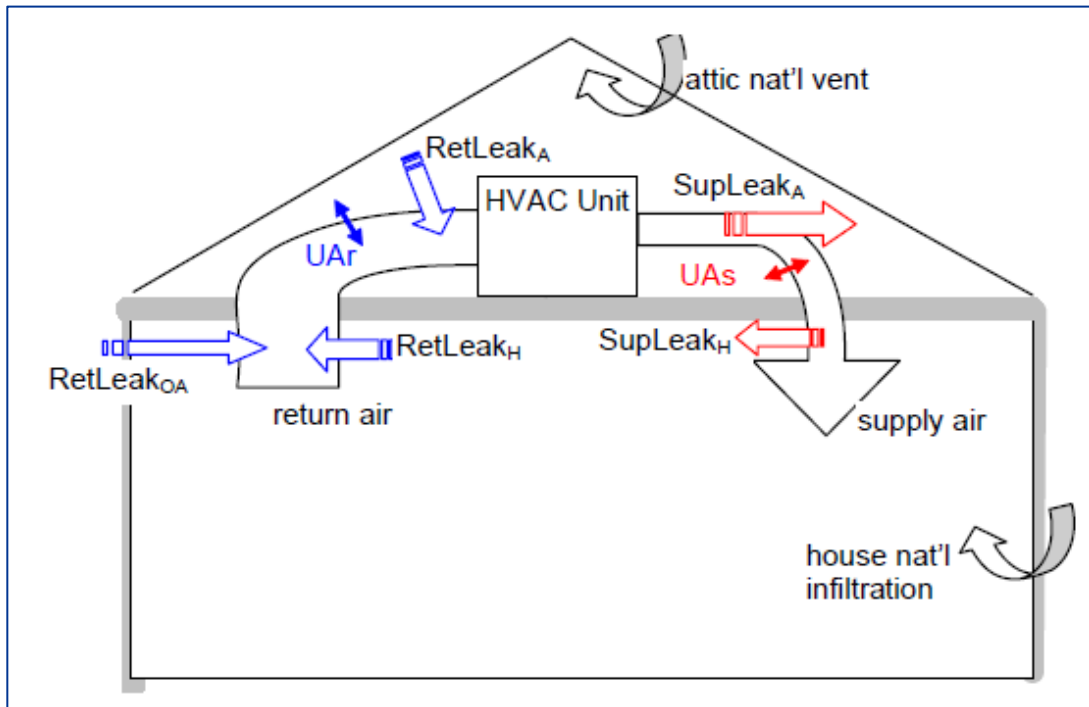 attic nat'l vent
RetLeakA
HVAC Unit
SupLeakA
UAr
UAs
RetLeakH
SupLeakH
RetLeakOA
return air
supply air
house nat'l
infiltration